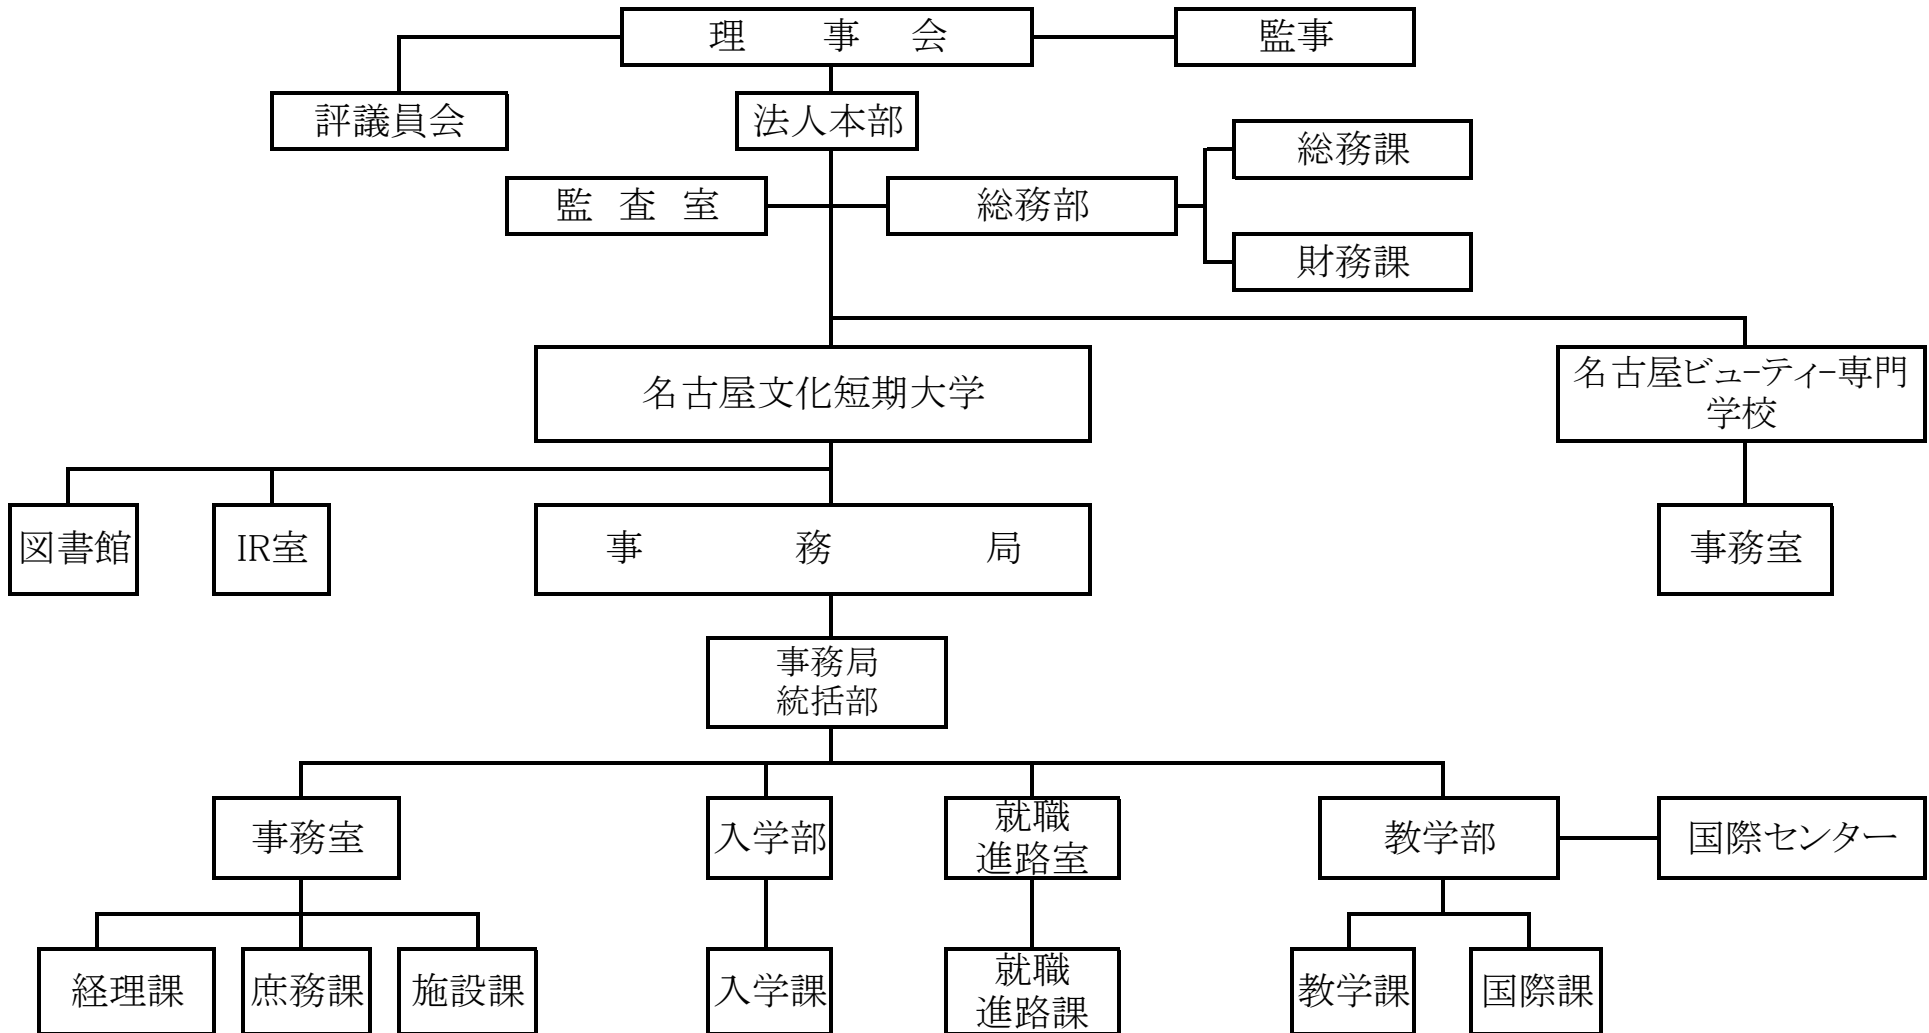 理事会
監事
評議員会
法人本部
総務課
監査室
総務部
財務課
名古屋文化短期大学
名古屋ビューティー専門
学校
図書館
IR室
事務局
事務室
事務局
統括部
事務室
入学部
就職
進路室
教学部
国際センター
経理課
庶務課
施設課
入学課
就職
進路課
教学課
国際課